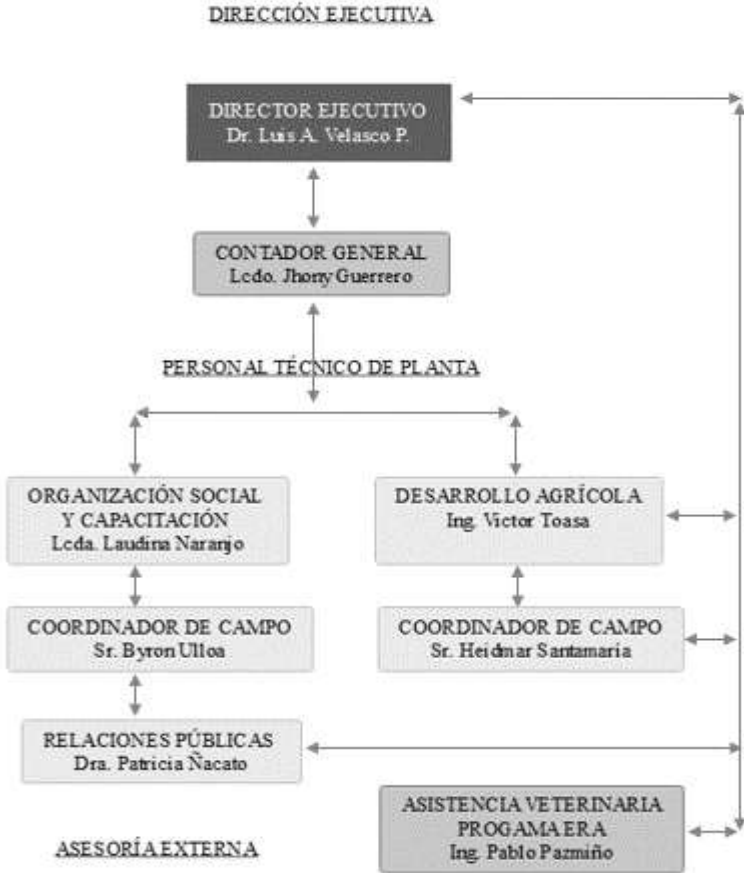 DIRECCIÓN EJECUTIVA
DIRECTOR EJECUTIVO
Dr. Luis A. Velasco P.
CONTADOR GENERAL
Lcdo. Jhony Guerrero
PERSONAL TÉCNICO DE PLANTA
ORGANIZACIÓN SOCIAL
Y CAPACITACIÓN
Lcda. Laudina Naranjo
DESARROLLO AGRÍCOLA
Ing. Victor Toasa
COORDINADOR DE CAMPO
Sr. Byron Ulloa
COORDINADOR DE CAMPO
Sr. Heidmar Santamaría
RELACIONES PÚBLICAS
Dra. Patricia Ñacato
ASISTENCIA VETERINARIA
PROGAMA ERA
Ing. Pablo Pazmiño
ASESORÍA EXTERNA